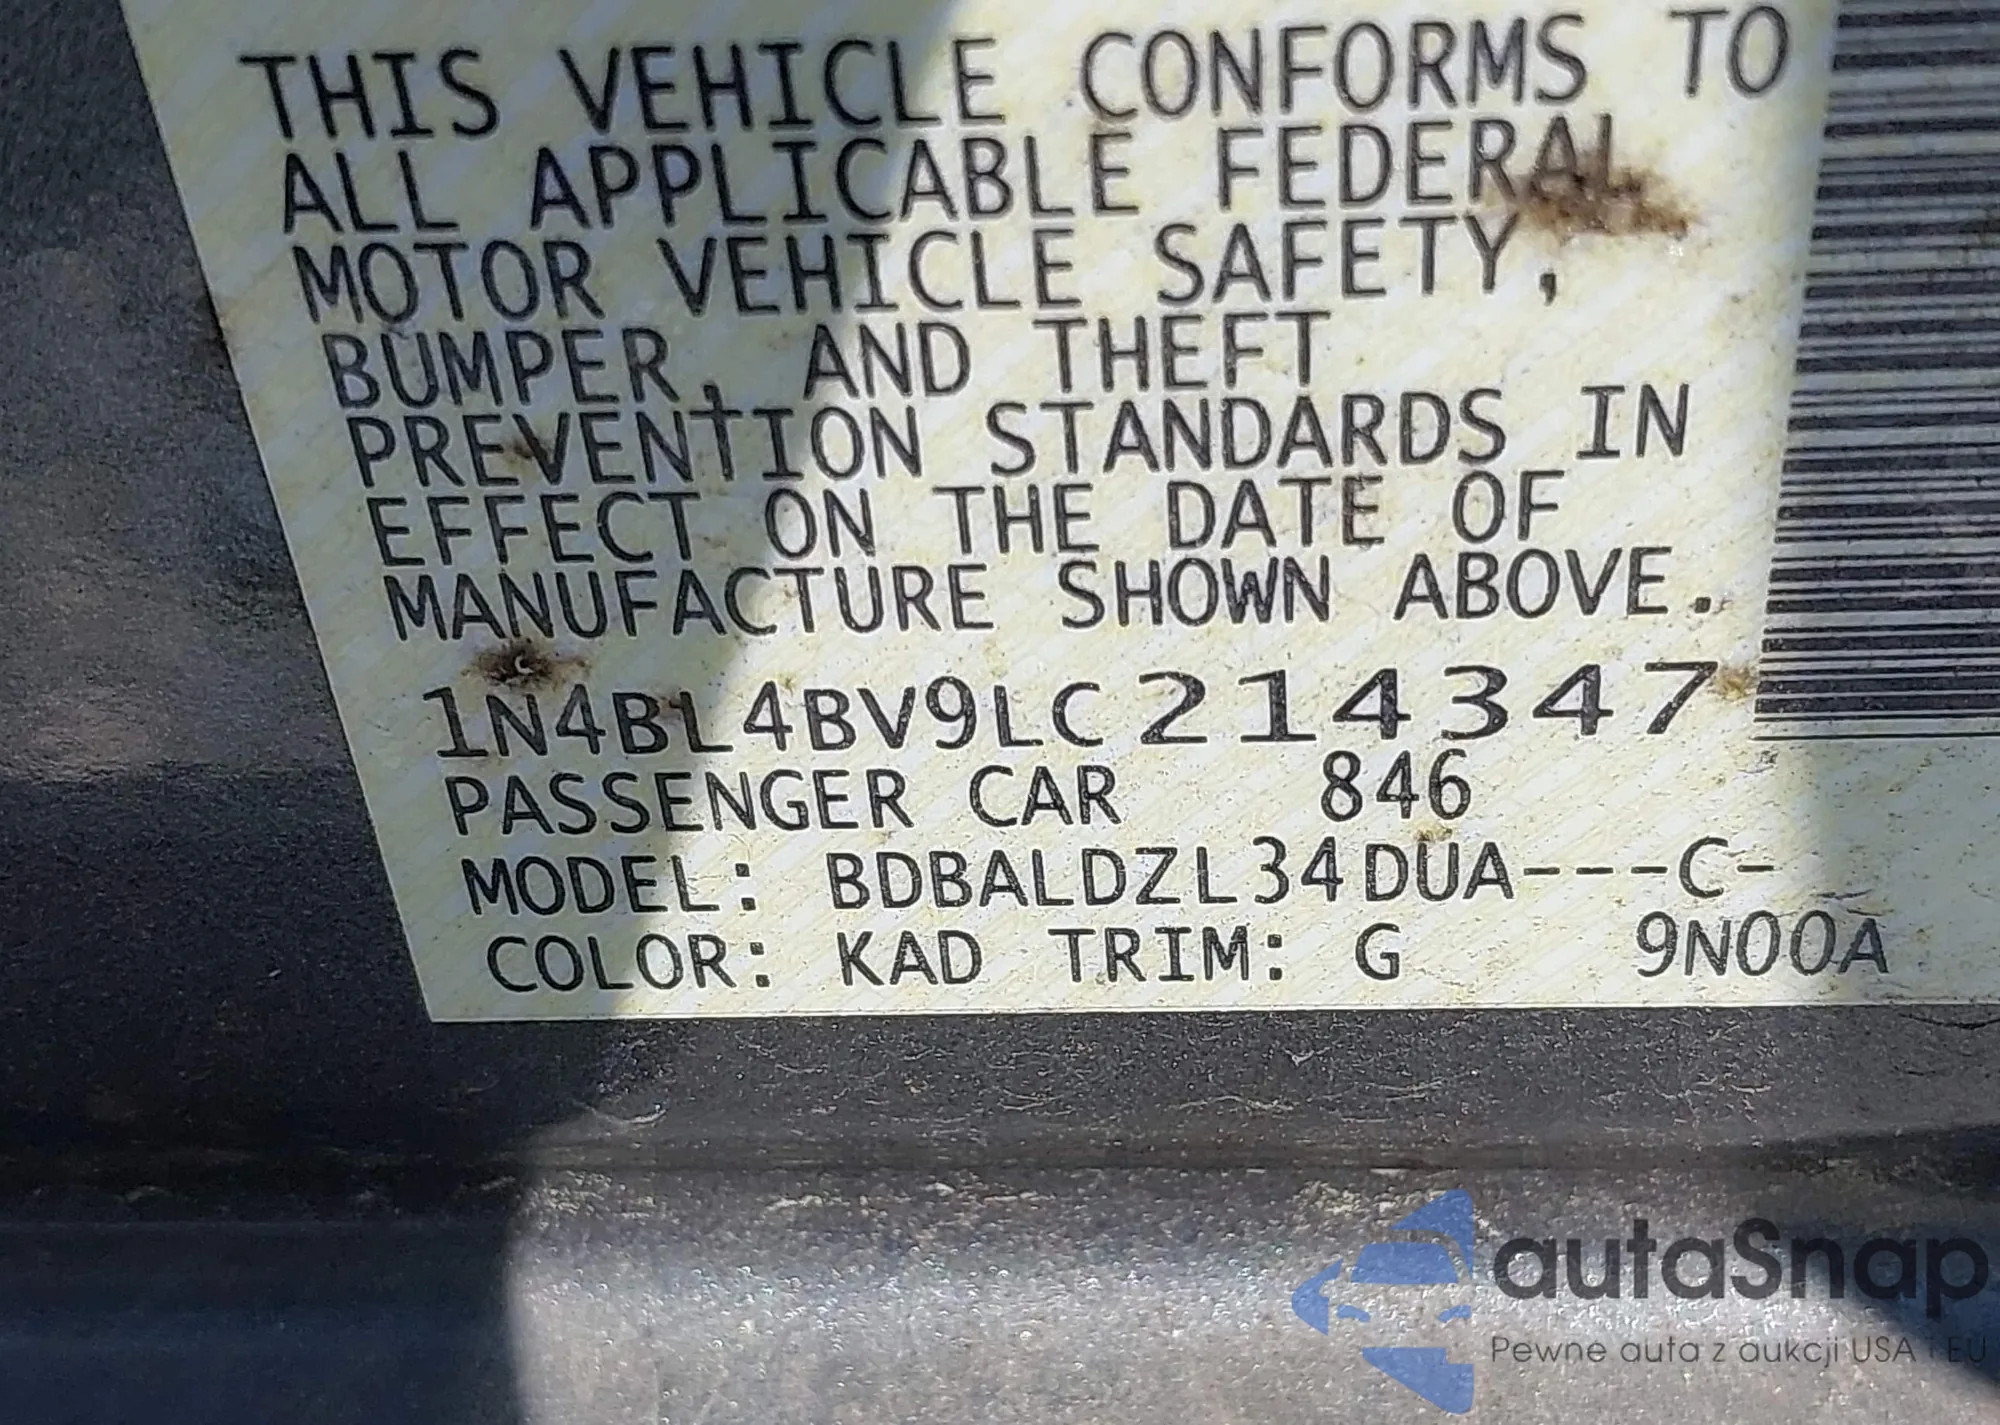 THIS VEHICLE CONFORMS TO
ALL APPLICABLE FEDERAL
MOTOR VEHICLE SAFETY,
BUMPER, AND THEFT
PREVENTION STANDARDS IN
EFFECT ON THE DATE OF
MANUFACTURE SHOWN ABOVE.
1N4BL4BV9LC214347
PASSENGER CAR 846
MODEL: BDBALDZL34DUA---C-
COLOR: KAD TRIM: G 9N00A
autaSnap
Pewne auta z aukcji USA i EU